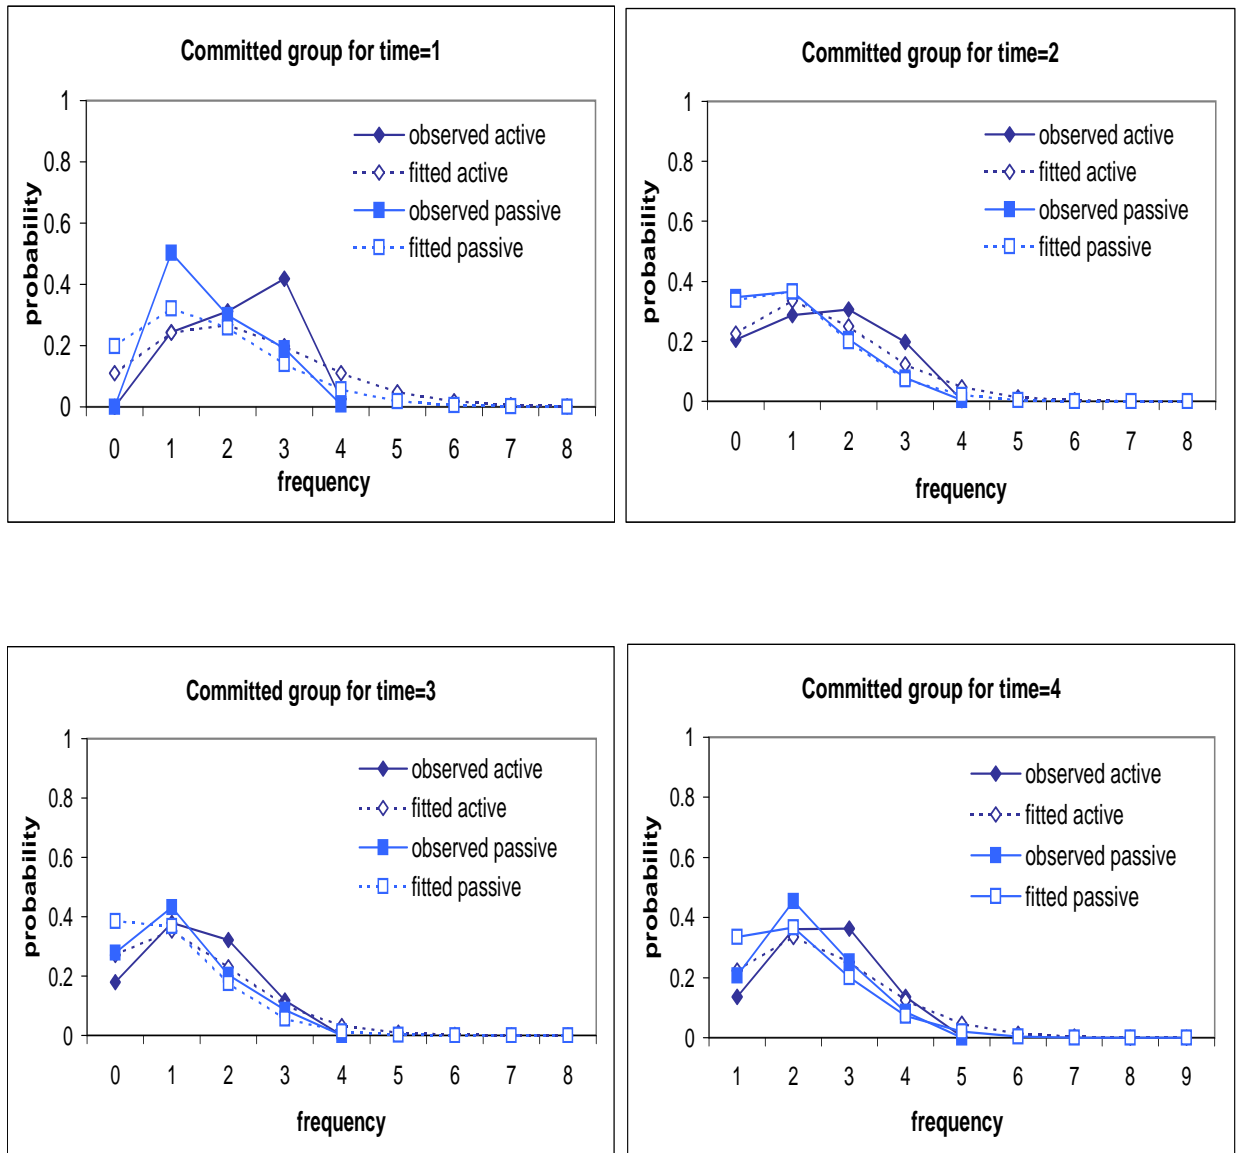 Committed group for time=1
probability
1
0.8
0.6
0.4
0.2
0
observed active
fitted active
observed passive
fitted passive
0 1 2 3 4 5 6 7 8
frequency
Committed group for time=2
probability
1
0.8
0.6
0.4
0.2
0
observed active
fitted active
observed passive
fitted passive
0 1 2 3 4 5 6 7 8
frequency
Committed group for time=3
probability
1
0.8
0.6
0.4
0.2
0
observed active
fitted active
observed passive
fitted passive
0 1 2 3 4 5 6 7 8
frequency
Committed group for time=4
probability
1
0.8
0.6
0.4
0.2
0
observed active
fitted active
observed passive
fitted passive
1 2 3 4 5 6 7 8 9
frequency